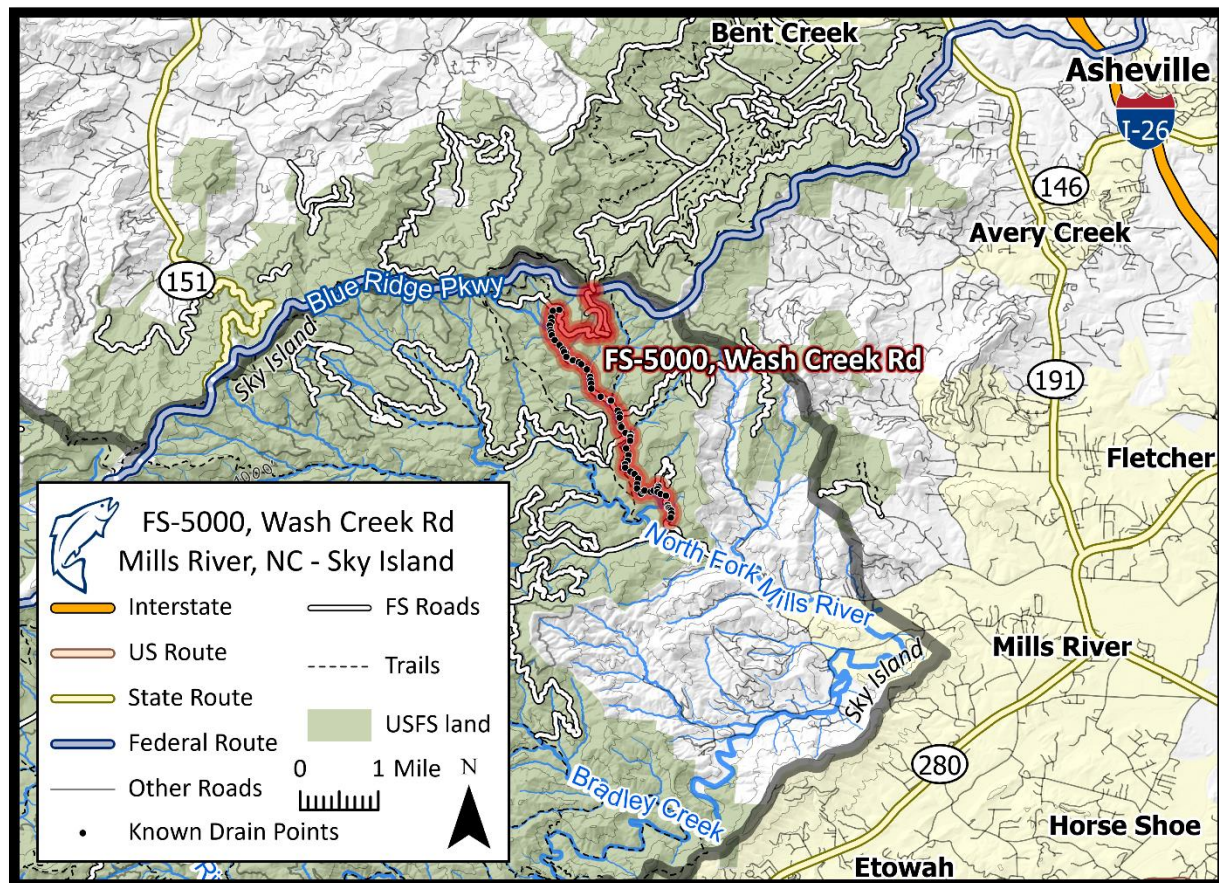 Bent Creek
Asheville
I-26
146
Avery Creek
151
Blue Ridge Pkwy
Sky Island
FS-5000, Wash Creek Rd
191
Fletcher
North Fork Mills River
Mills River
Sky Island
280
Bradley Creek
Horse Shoe
Etowah
FS-5000, Wash Creek Rd
Mills River, NC - Sky Island
Interstate
US Route
State Route
Federal Route
Other Roads
Known Drain Points
FS Roads
Trails
USFS land
0 1 Mile
N